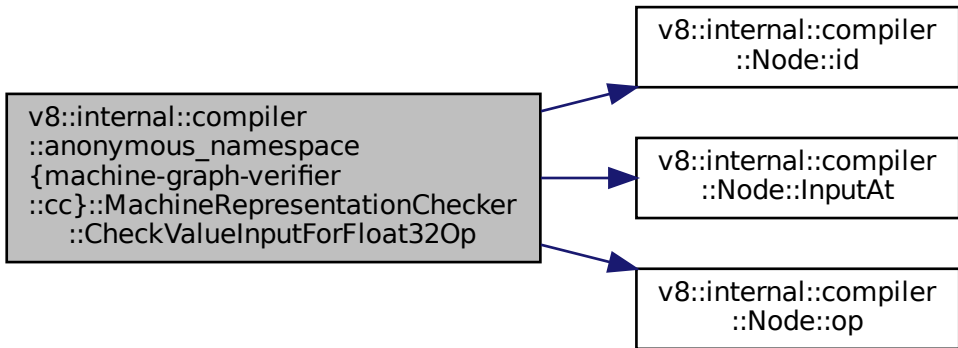 v8::internal::compiler
::anonymous_namespace
{machine-graph-verifier
::cc}::MachineRepresentationChecker
::CheckValueInputForFloat32Op
v8::internal::compiler
::Node::id
v8::internal::compiler
::Node::InputAt
v8::internal::compiler
::Node::op